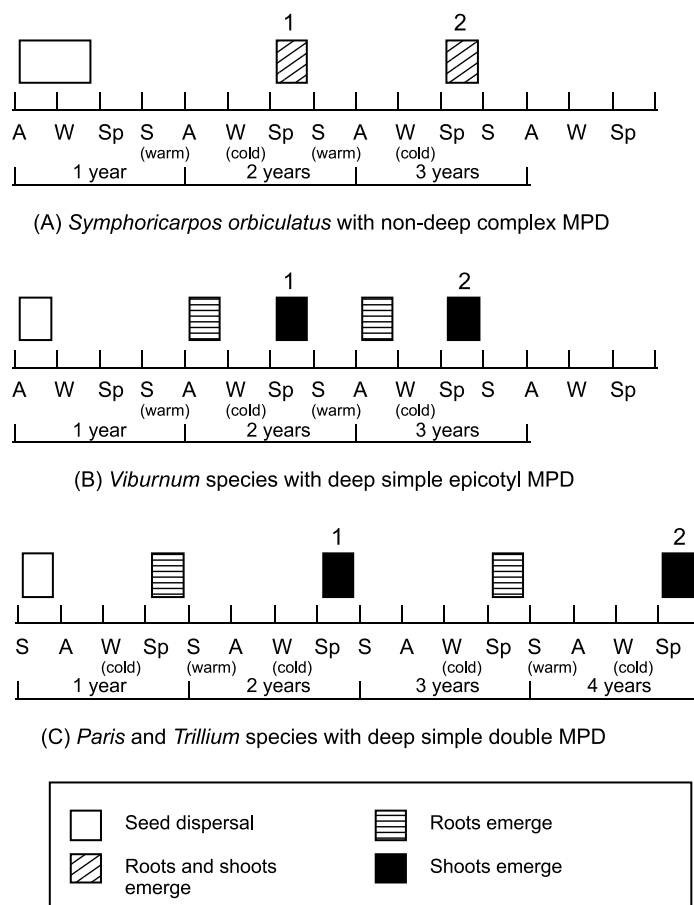 1 2
A W Sp S A W Sp S A W Sp S A W Sp
(warm) (cold) (warm) (cold)
1 year 2 years 3 years
(A) Symphoricarpos orbiculatus with non-deep complex MPD
1 2
A W Sp S A W Sp S A W Sp S A W Sp
(warm) (cold) (warm) (cold)
1 year 2 years 3 years
(B) Viburnum species with deep simple epicotyl MPD
1 2
S A W Sp S A W Sp S A W Sp S A W Sp
(cold) (warm) (cold) (cold) (warm) (cold)
1 year 2 years 3 years 4 years
(C) Paris and Trillium species with deep simple double MPD
Seed dispersal Roots emerge
Roots and shoots Shoots emerge
emerge